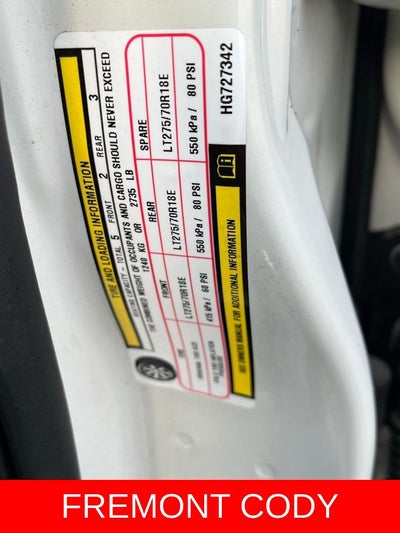 TIRE AND LOADING INFORMATION
SEATING CAPACITY - TOTAL 5 FRONT 2 REAR 3
THE COMBINED WEIGHT OF OCCUPANTS AND CARGO SHOULD NEVER EXCEED
1240 KG OR 2735 LB
TIRE FRONT REAR SPARE
ORIGINAL TIRE SIZE LT275/70R18E LT275/70R18E LT275/70R18E
COLD TIRE INFLATION PRESSURE 415 kPa / 60 PSI 550 kPa / 80 PSI 550 kPa / 80 PSI
SEE OWNERS MANUAL FOR ADDITIONAL INFORMATION
HG727342
FREMONT CODY